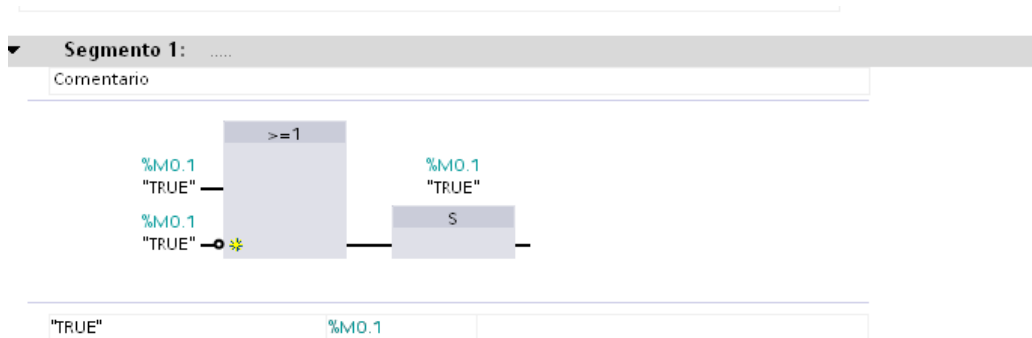 Segmento 1: .....
Comentario
>=1
%M0.1
"TRUE"
%M0.1
"TRUE"
%M0.1
"TRUE"
S
"TRUE" %M0.1